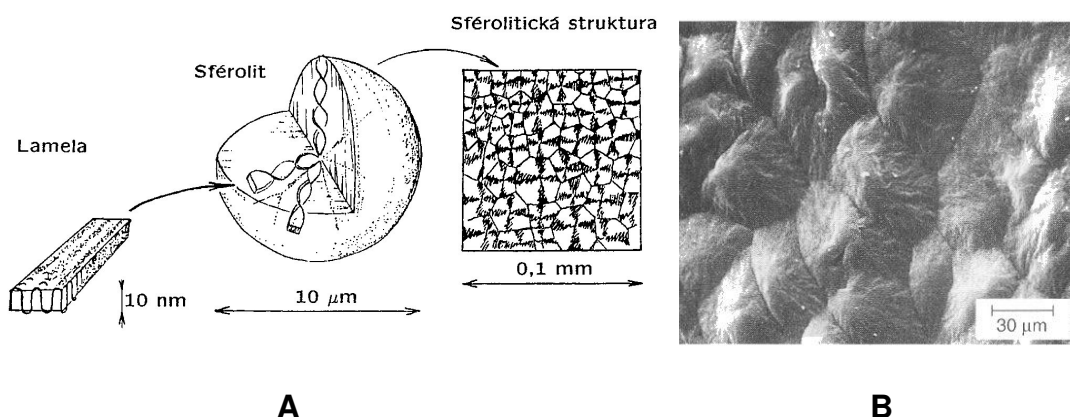 Sférolitická struktura
Sférolit
Lamela
10 nm
10 μm
0,1 mm
30 μm
A
B